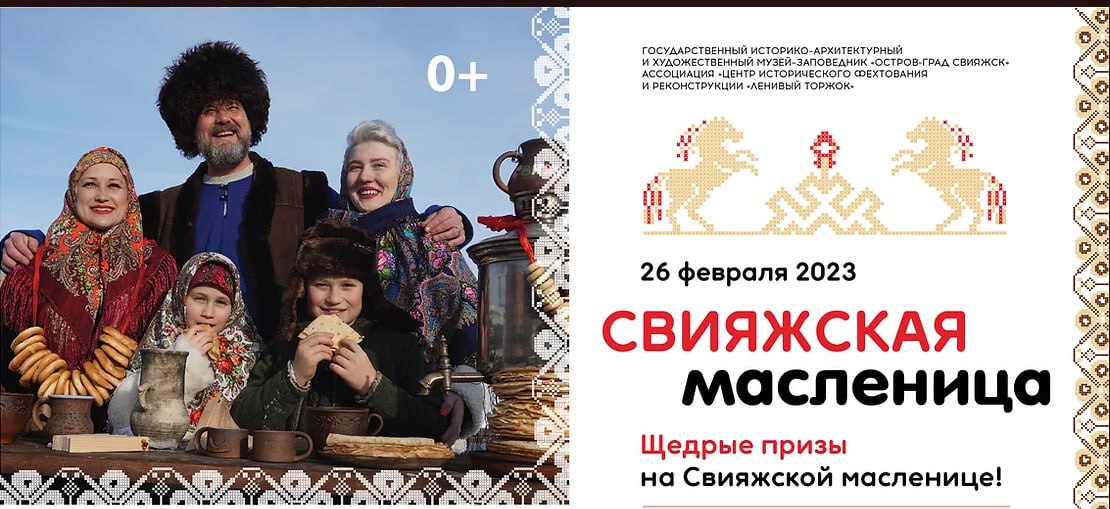 0+
ГОСУДАРСТВЕННЫЙ ИСТОРИКО-АРХИТЕКТУРНЫЙ
И ХУДОЖЕСТВЕННЫЙ МУЗЕЙ-ЗАПОВЕДНИК «ОСТРОВ-ГРАД СВИЯЖСК»
АССОЦИАЦИЯ «ЦЕНТР ИСТОРИЧЕСКОГО ФЕХТОВАНИЯ
И РЕКОНСТРУКЦИИ «ЛЕНИВЫЙ ТОРЖОК»
26 февраля 2023
СВИЯЖСКАЯ
масленица
Щедрые призы
на Свияжской масленице!